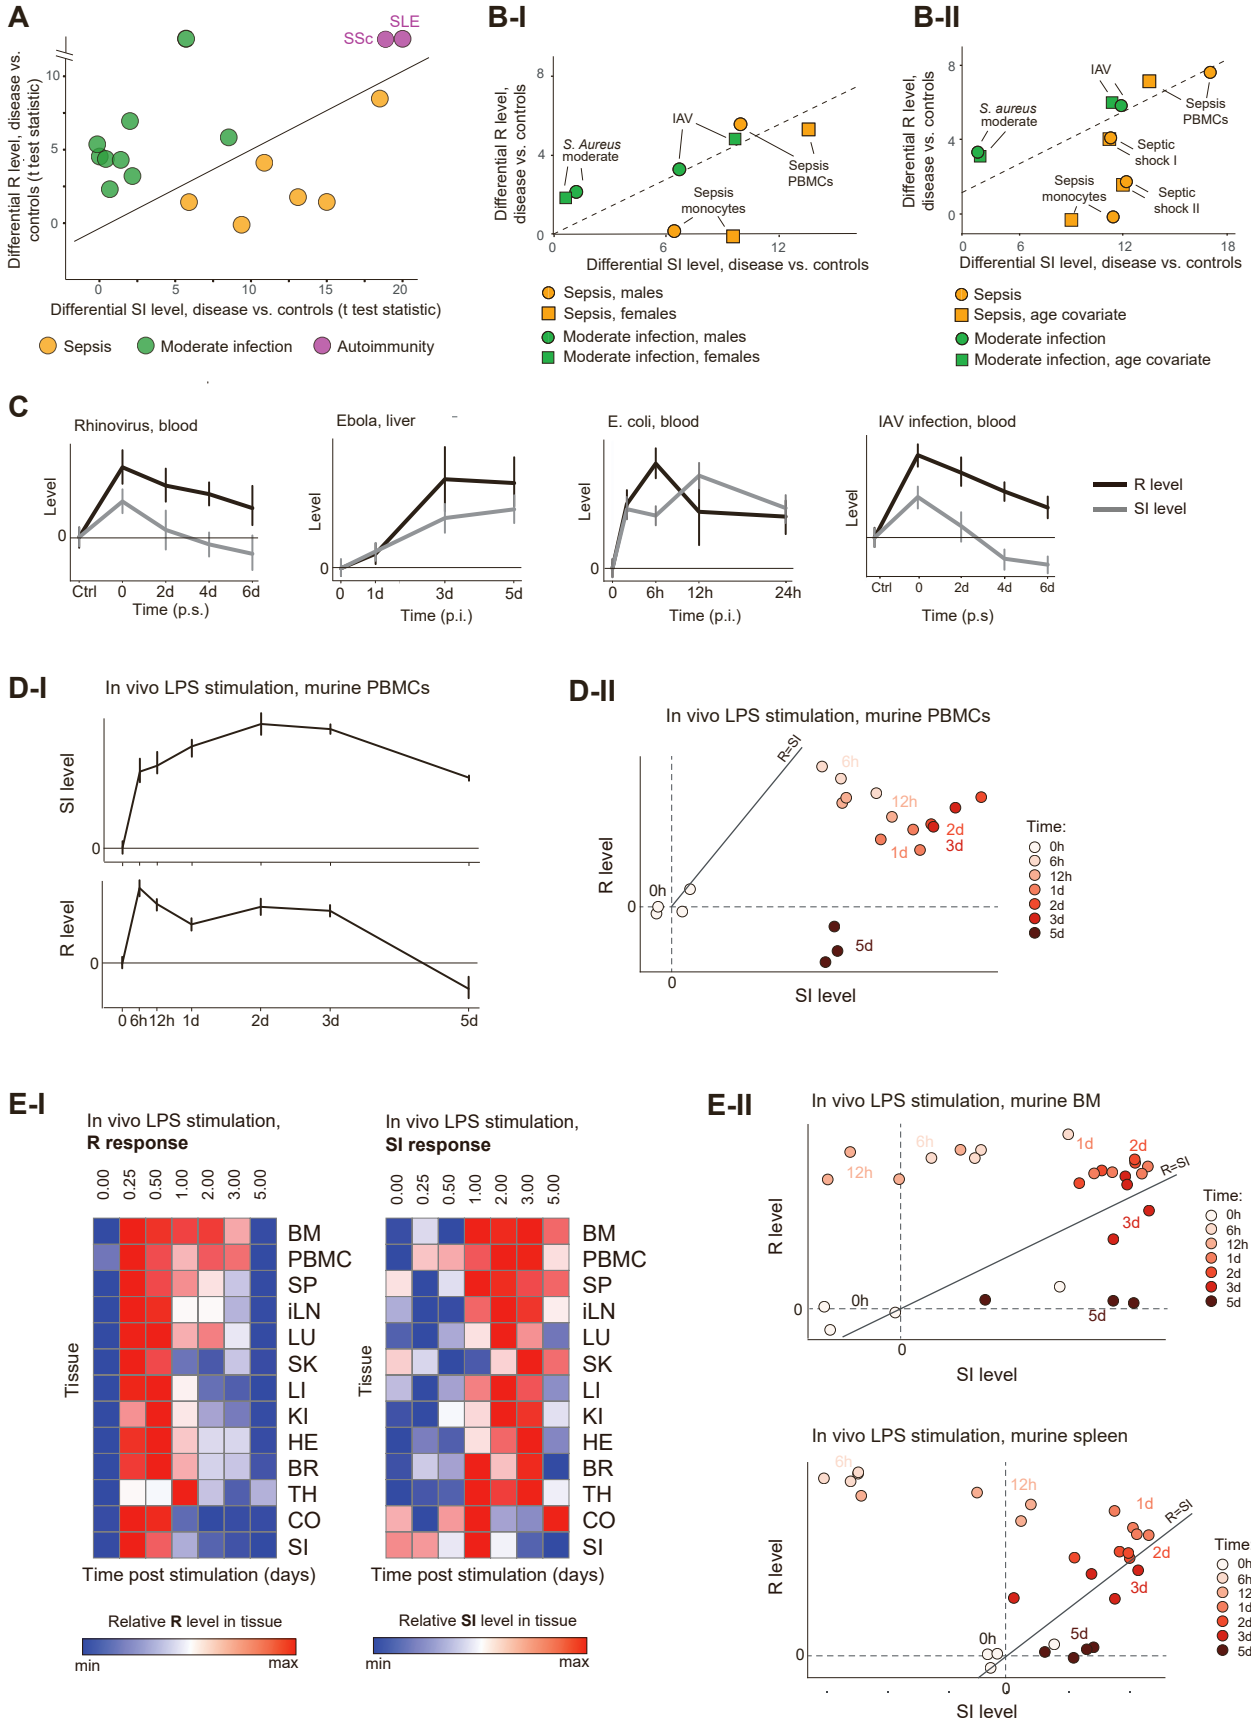 A
Differential R level, disease vs.
controls (t test statistic)
10
5
0
SSc
SLE
0
5
10
15
20
Differential SI level, disease vs. controls (t test statistic)
Sepsis
Moderate infection
Autoimmunity
B-I
Differential R level,
disease vs. controls
8
4
0
S. Aureus
moderate
IAV
Sepsis
PBMCs
Sepsis
monocytes
0
6
12
Differential SI level, disease vs. controls
Sepsis, males
Sepsis, females
Moderate infection, males
Moderate infection, females
B-II
Differential R level,
disease vs. controls
8
4
0
IAV
S. aureus
moderate
Sepsis
PBMCs
Septic
shock I
Sepsis
monocytes
Septic
shock II
0
6
12
18
Differential SI level, disease vs. controls
Sepsis
Sepsis, age covariate
Moderate infection
Moderate infection, age covariate
C
Rhinovirus, blood
Level
0
Ctrl
0
2d
4d
6d
Time (p.s.)
Ebola, liver
Level
0
0
1d
3d
5d
Time (p.i.)
E. coli, blood
Level
0
0
6h
12h
24h
Time (p.i.)
IAV infection, blood
Level
Ctrl
0
2d
4d
6d
Time (p.s)
R level
SI level
D-I
In vivo LPS stimulation, murine PBMCs
SI level
0
R level
0
0
6h
12h
1d
2d
3d
5d
D-II
In vivo LPS stimulation, murine PBMCs
R level
R=SI
6h
12h
2d
3d
1d
0h
0
5d
0
SI level
Time:
0h
6h
12h
1d
2d
3d
5d
E-I
In vivo LPS stimulation,
R response
0.00
0.25
0.50
1.00
2.00
3.00
5.00
Tissue
BM
PBMC
SP
iLN
LU
SK
LI
KI
HE
BR
TH
CO
SI
Time post stimulation (days)
Relative R level in tissue
min
max
In vivo LPS stimulation,
SI response
0.00
0.25
0.50
1.00
2.00
3.00
5.00
Tissue
BM
PBMC
SP
iLN
LU
SK
LI
KI
HE
BR
TH
CO
SI
Time post stimulation (days)
Relative SI level in tissue
min
max
E-II
In vivo LPS stimulation, murine BM
R level
6h
12h
1d
2d
R=SI
3d
0h
0
5d
0
SI level
Time:
0h
6h
12h
1d
2d
3d
5d
In vivo LPS stimulation, murine spleen
R level
6h
12h
1d
R=SI
2d
3d
0h
5d
0
0
SI level
Time
0h
6h
12
1d
2d
3d
5d